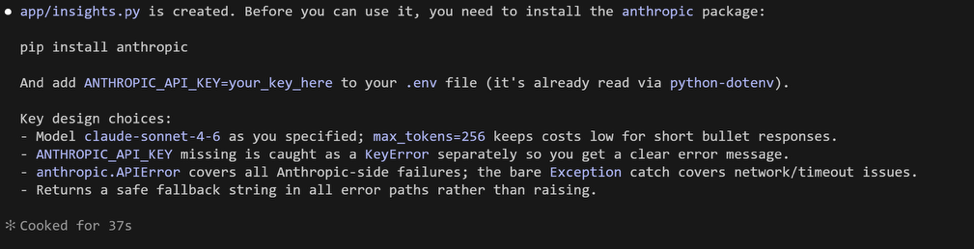 ● app/insights.py is created. Before you can use it, you need to install the anthropic package:
pip install anthropic
And add ANTHROPIC_API_KEY=your_key_here to your .env file (it's already read via python-dotenv).
Key design choices:
- Model claude-sonnet-4-6 as you specified; max_tokens=256 keeps costs low for short bullet responses.
- ANTHROPIC_API_KEY missing is caught as a KeyError separately so you get a clear error message.
- anthropic.APIError covers all Anthropic-side failures; the bare Exception catch covers network/timeout issues.
- Returns a safe fallback string in all error paths rather than raising.
✻ Cooked for 37s